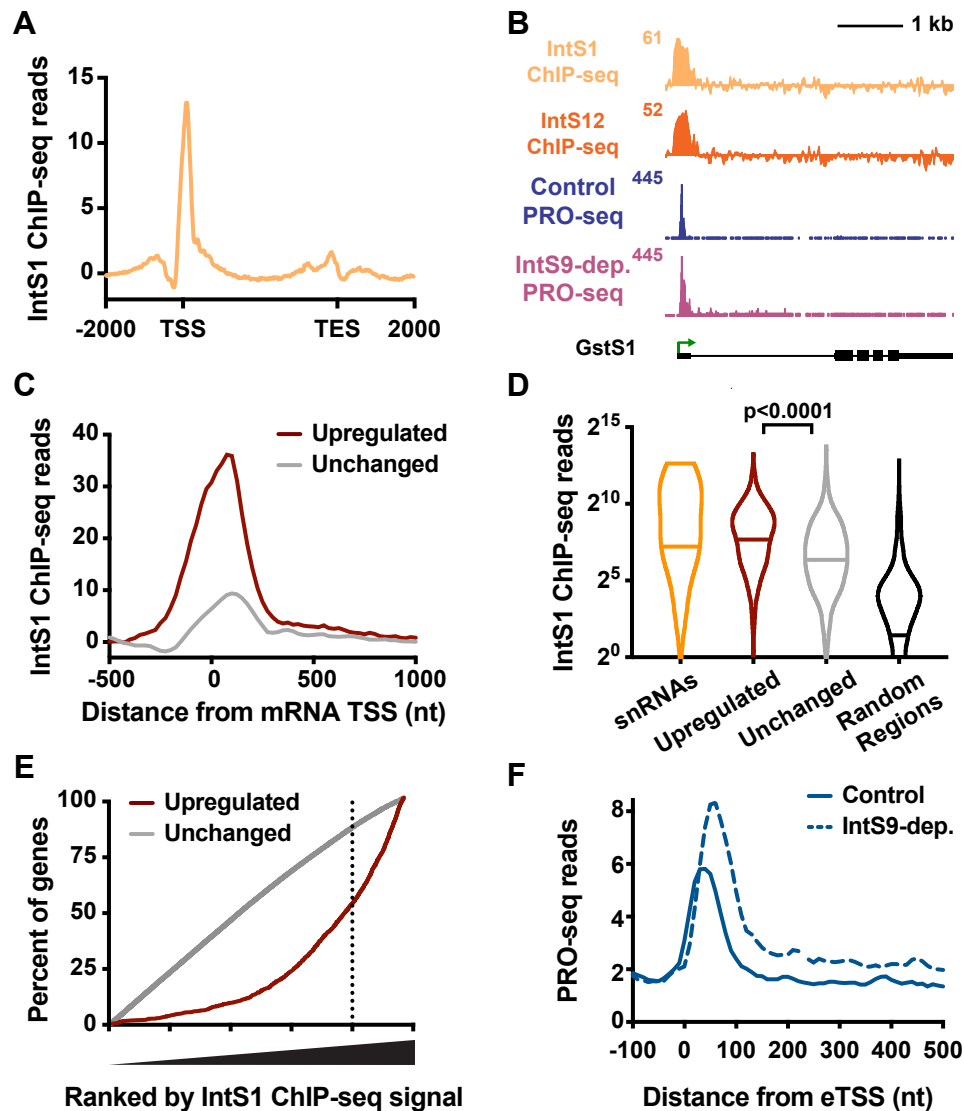 A
IntS1 ChIP-seq reads
15
10
5
0
-2000
TSS
TES
2000
B
1 kb
IntS1
ChIP-seq
61
IntS12
ChIP-seq
52
Control
PRO-seq
445
IntS9-dep.
PRO-seq
445
GstS1
C
IntS1 ChIP-seq reads
40
30
20
10
0
Upregulated
Unchanged
-500
0
500
1000
Distance from mRNA TSS (nt)
D
p<0.0001
IntS1 ChIP-seq reads
2^15
2^10
2^5
2^0
snRNAs
Upregulated
Unchanged
Random
Regions
E
Percent of genes
100
75
50
25
0
Upregulated
Unchanged
Ranked by IntS1 ChIP-seq signal
F
PRO-seq reads
8
6
4
2
0
Control
IntS9-dep.
-100
0
100
200
300
400
500
Distance from eTSS (nt)